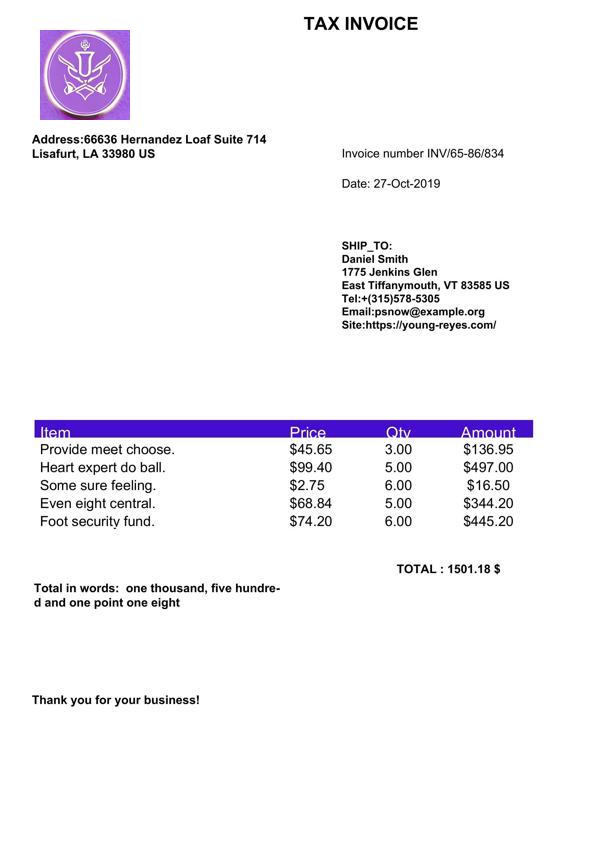 TAX INVOICE
Address:66636 Hernandez Loaf Suite 714
Lisafurt, LA 33980 US
Invoice number INV/65-86/834
Date: 27-Oct-2019
SHIP_TO:
Daniel Smith
1775 Jenkins Glen
East Tiffanymouth, VT 83585 US
Tel:+(315)578-5305
Email:psnow@example.org
Site:https://young-reyes.com/
Item Price Qty Amount
Provide meet choose. $45.65 3.00 $136.95
Heart expert do ball. $99.40 5.00 $497.00
Some sure feeling. $2.75 6.00 $16.50
Even eight central. $68.84 5.00 $344.20
Foot security fund. $74.20 6.00 $445.20
TOTAL : 1501.18 $
Total in words:  one thousand, five hundre-
d and one point one eight
Thank you for your business!